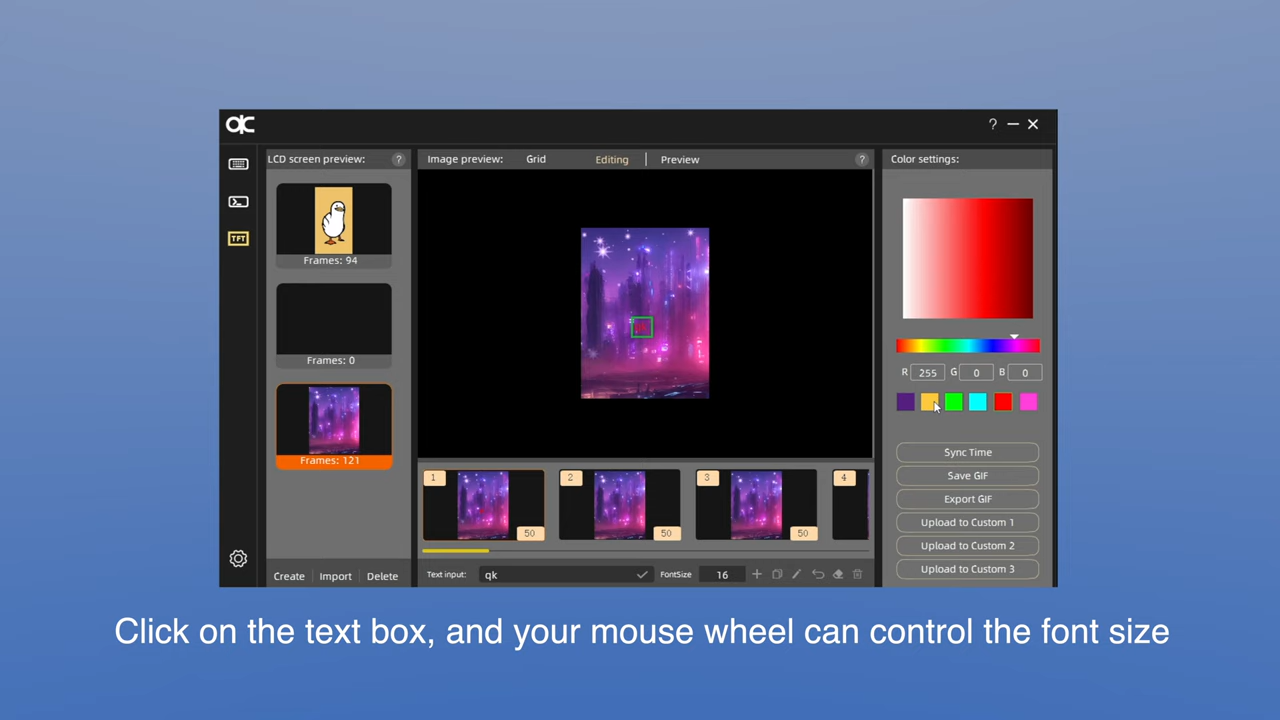 qk
?
LCD screen preview: ?
Image preview: Grid Editing | Preview ?
Color settings:
TFT
Frames: 94
Frames: 0
Frames: 121
R 255 G 0 B 0
Sync Time
Save GIF
Export GIF
Upload to Custom 1
Upload to Custom 2
Upload to Custom 3
1 2 3 4
50 50 50
Create Import Delete
Text input: qk FontSize 16
Click on the text box, and your mouse wheel can control the font size